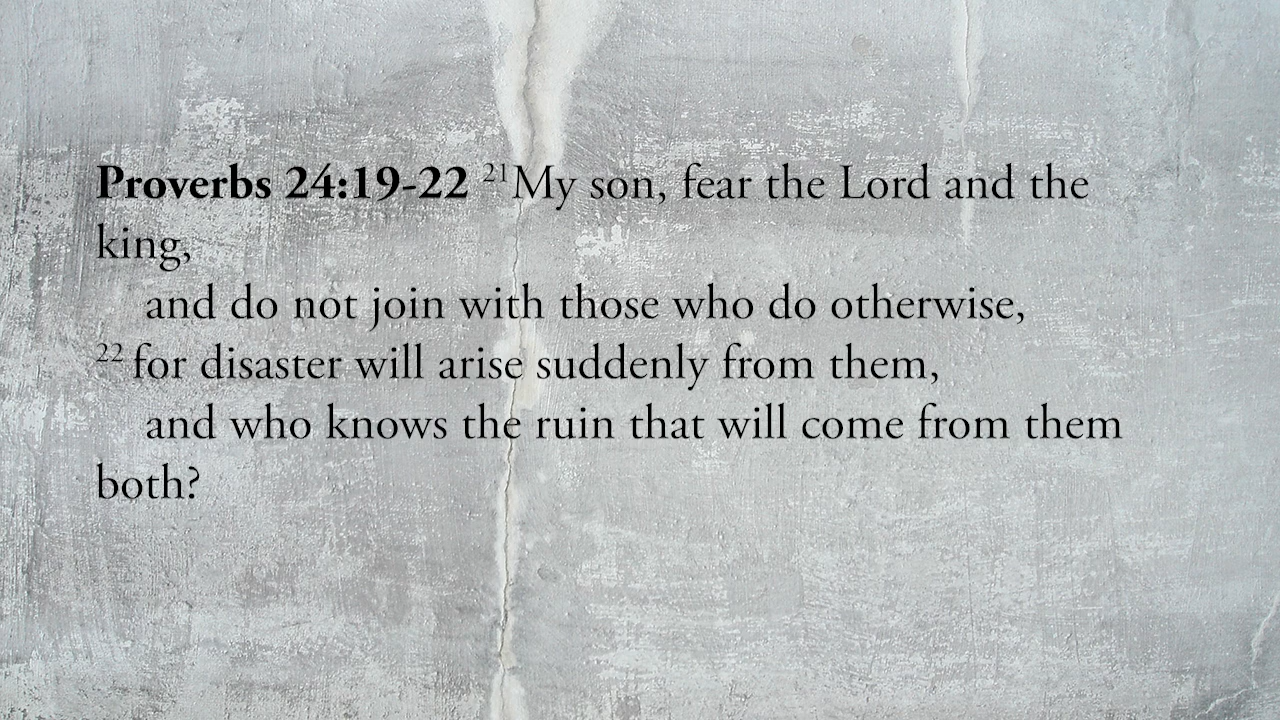 Proverbs 24:19-22 21My son, fear the Lord and the
king,
and do not join with those who do otherwise,
22 for disaster will arise suddenly from them,
and who knows the ruin that will come from them
both?